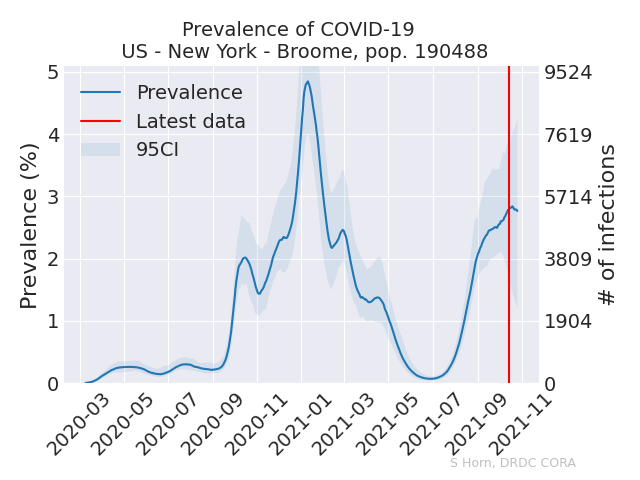 Prevalence of COVID-19
US - New York - Broome, pop. 190488
Prevalence (%)
5
4
3
2
1
0
Prevalence
Latest data
95CI
9524
7619
5714
3809
1904
0
# of infections
2020-03
2020-05
2020-07
2020-09
2020-11
2021-01
2021-03
2021-05
2021-07
2021-09
2021-11
S Horn, DRDC CORA